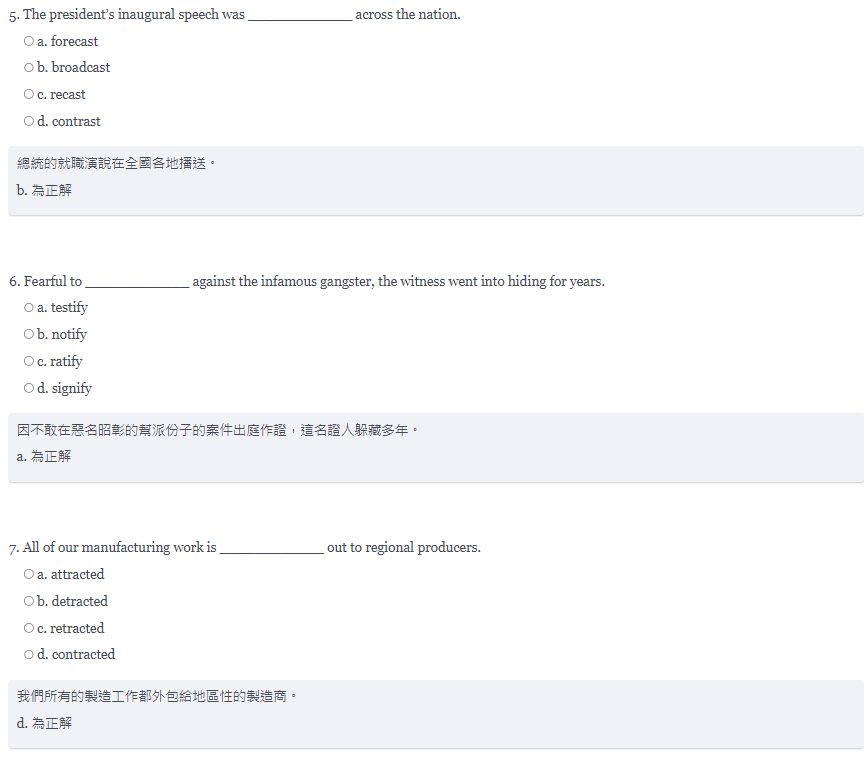 5. The president’s inaugural speech was ______________ across the nation.
a. forecast
b. broadcast
c. recast
d. contrast
總統的就職演說在全國各地播送。
b. 為正解
6. Fearful to ______________ against the infamous gangster, the witness went into hiding for years.
a. testify
b. notify
c. ratify
d. signify
因不敢在惡名昭彰的幫派份子的案件出庭作證，這名證人躲藏多年。
a. 為正解
7. All of our manufacturing work is ______________ out to regional producers.
a. attracted
b. detracted
c. retracted
d. contracted
我們所有的製造工作都外包給地區性的製造商。
d. 為正解